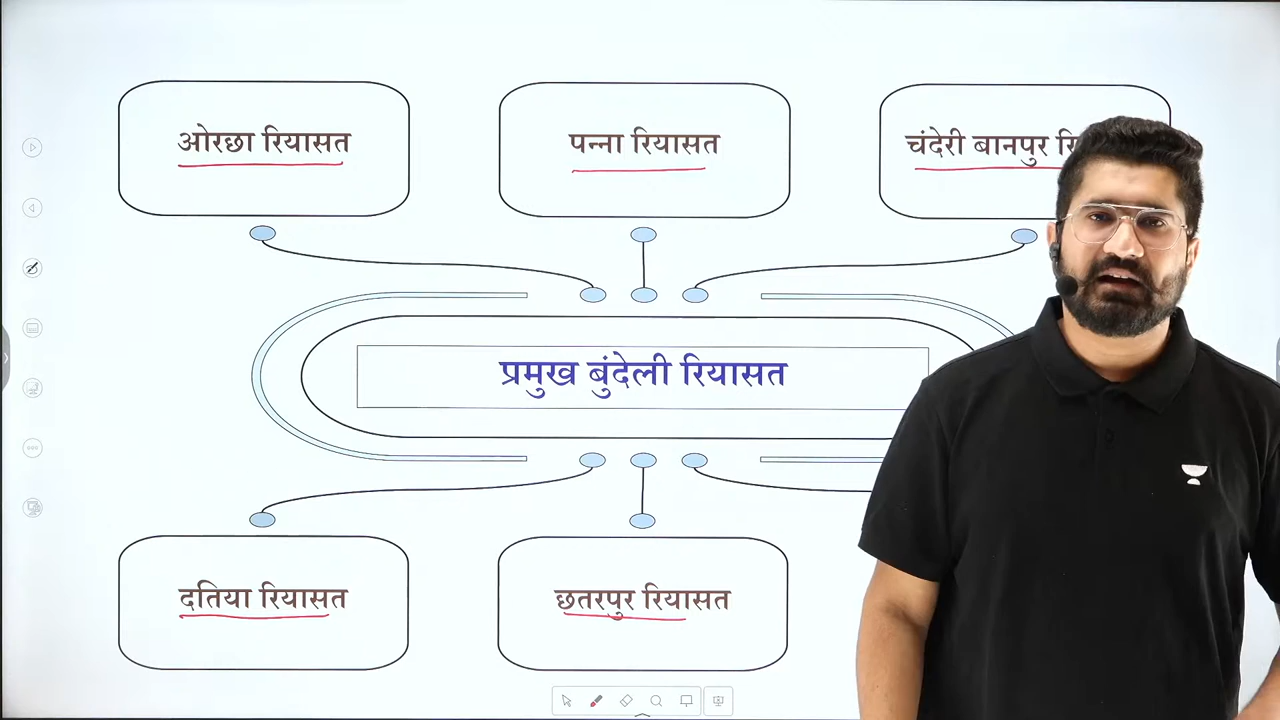 ओरछा रियासत
पन्ना रियासत
चंदेरी बानपुर
प्रमुख बुंदेली रियासत
दतिया रियासत
छतरपुर रियासत